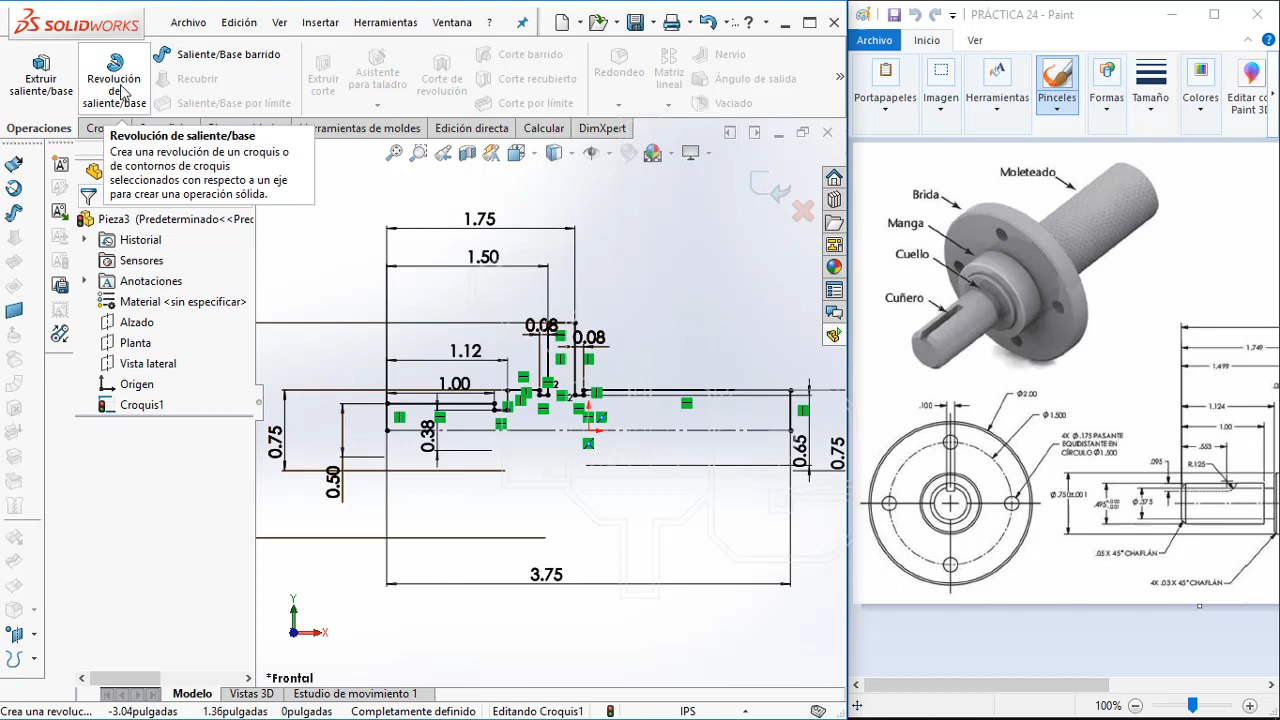 SOLIDWORKS
Archivo Edición Ver Insertar Herramientas Ventana ?
Extruir saliente/base
Revolución de saliente/base
Saliente/Base barrido
Recubrir
Saliente/Base por límite
Extruir corte
Asistente para taladro
Corte de revolución
Corte barrido
Corte recubierto
Corte por límite
Redondeo
Matriz lineal
Nervio
Ángulo de salida
Vaciado
Operaciones
Herramientas de moldes
Edición directa
Calcular
DimXpert
Revolución de saliente/base
Crea una revolución de un croquis o
de contornos de croquis
seleccionados con respecto a un eje
para crear una operación sólida.
Pieza3 (Predeterminado<<Prec
Historial
Sensores
Anotaciones
Material <sin especificar>
Alzado
Planta
Vista lateral
Origen
Croquis1
1.75
1.50
0.08
0.08
1.12
1.00
0.75
0.50
0.38
0.65
0.75
3.75
2
2
Y
X
*Frontal
Modelo
Vistas 3D
Estudio de movimiento 1
Crea una revoluc...
-3.04pulgadas
1.36pulgadas
0pulgadas
Completamente definido
Editando Croquis1
IPS
PRÁCTICA 24 - Paint
Archivo Inicio Ver
Portapapeles
Imagen
Herramientas
Pinceles
Formas
Tamaño
Colores
Editar co
Paint 3D
Moleteado
Brida
Manga
Cuello
Cuñero
1.749
1.499
1.124
1.00
.553
.100
Ø2.00
Ø 1.500
4X Ø.175 PASANTE
EQUIDISTANTE EN
CÍRCULO Ø1.500
.095
R.125
Ø.750±.001
Ø.375
.05 X 45° CHAFLÁN
4X .03 X 45° CHAFLÁN
100%